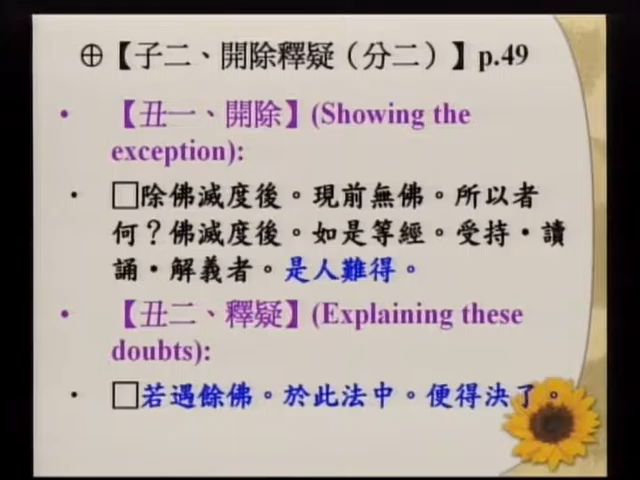 ⊕【子二、開除釋疑（分二）】p.49
• 【丑一、開除】(Showing the
exception):
• □除佛滅度後。現前無佛。所以者
何？佛滅度後。如是等經。受持‧讀
誦‧解義者。是人難得。
• 【丑二、釋疑】(Explaining these
doubts):
• □若遇餘佛。於此法中。便得決了。